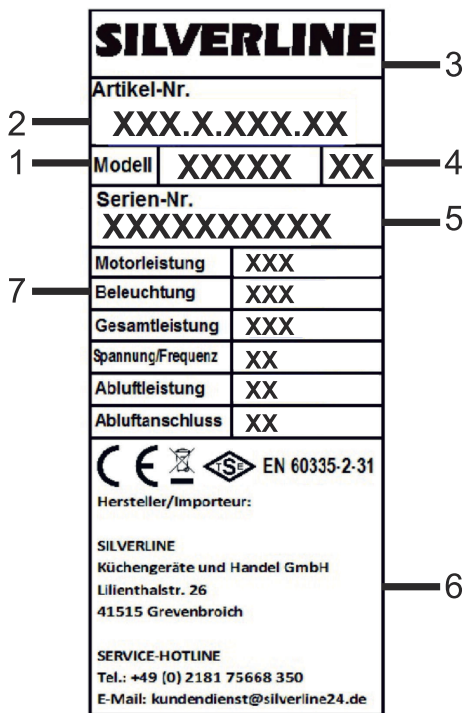 SILVERLINE
3
Artikel-Nr.
2
XXX.X.XXX.XX
1
Modell XXXXX XX
4
Serien-Nr.
XXXXXXXXXX
5
Motorleistung XXX
7
Beleuchtung XXX
Gesamtleistung XXX
Spannung/Frequenz XX
Abluftleistung XX
Abluftanschluss XX
CE TSE EN 60335-2-31
Hersteller/Importeur:
SILVERLINE
Küchengeräte und Handel GmbH
Lilienthalstr. 26
6
41515 Grevenbroich
SERVICE-HOTLINE
Tel.: +49 (0) 2181 75668 350
E-Mail: kundendienst@silverline24.de